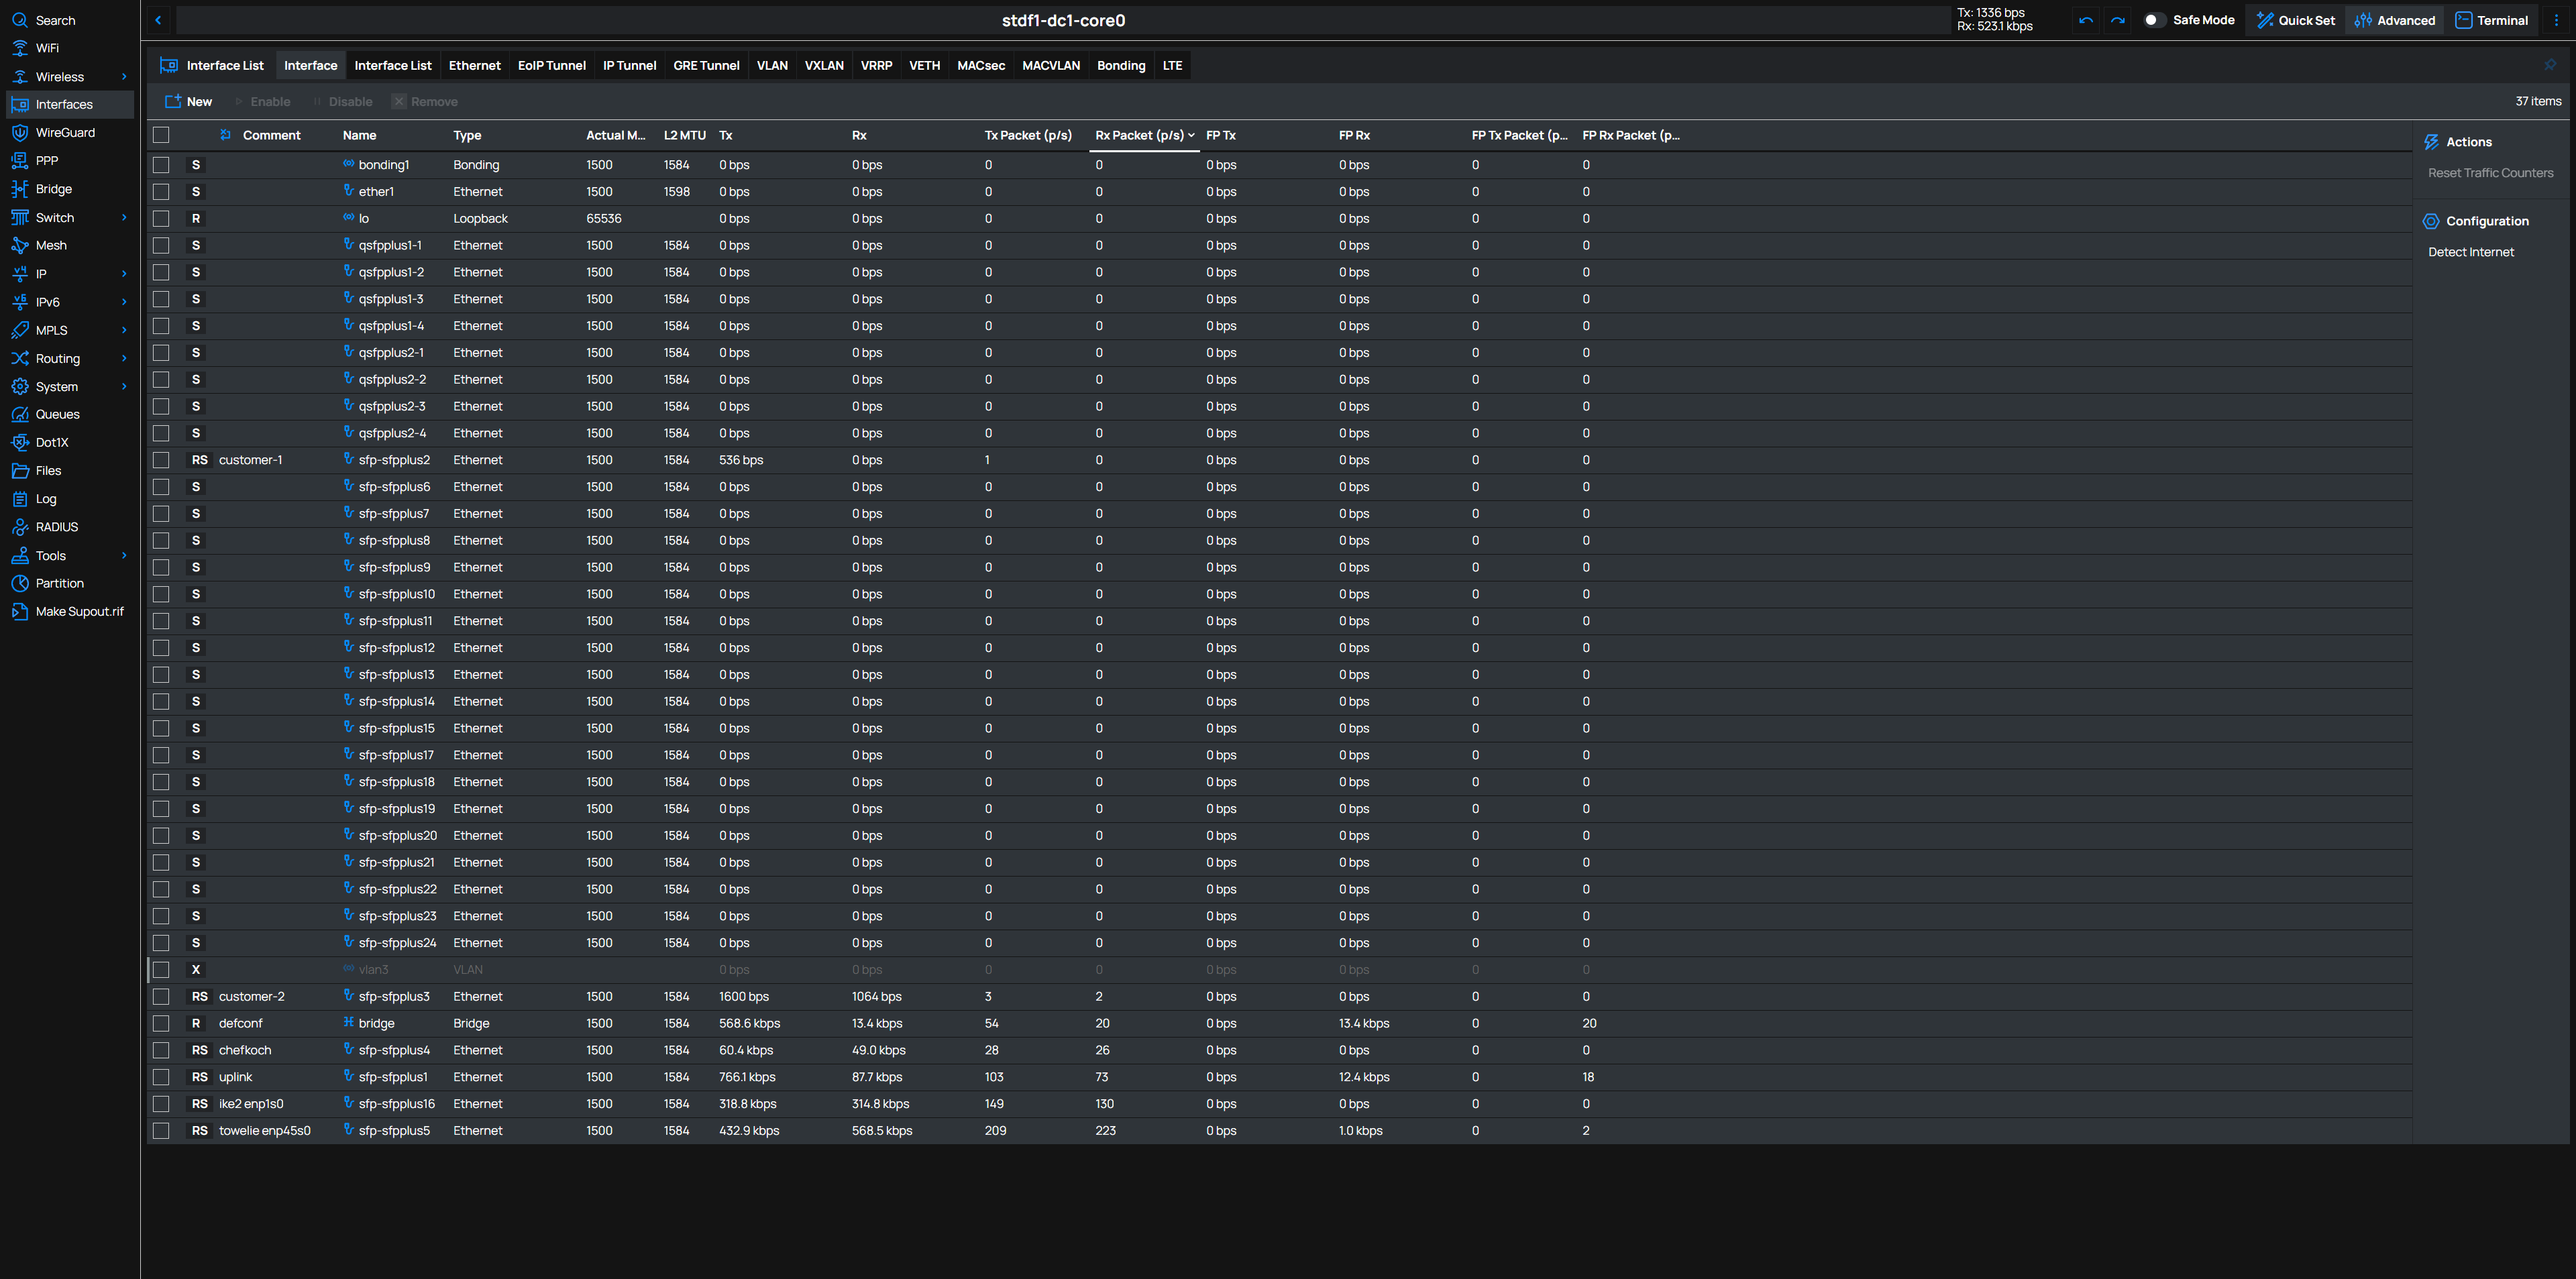 Search
WiFi
Wireless
Interfaces
WireGuard
PPP
Bridge
Switch
Mesh
IP
IPv6
MPLS
Routing
System
Queues
Dot1X
Files
Log
RADIUS
Tools
Partition
Make Supout.rif
stdf1-dc1-core0
Tx: 1336 bps
Rx: 523.1 kbps
Safe Mode Quick Set Advanced Terminal
Interface List Interface Interface List Ethernet EoIP Tunnel IP Tunnel GRE Tunnel VLAN VXLAN VRRP VETH MACsec MACVLAN Bonding LTE
New Enable Disable Remove 37 items
Comment Name Type Actual M... L2 MTU Tx Rx Tx Packet (p/s) Rx Packet (p/s) FP Tx FP Rx FP Tx Packet (p... FP Rx Packet (p...
S bonding1 Bonding 1500 1584 0 bps 0 bps 0 0 0 bps 0 bps 0 0
S ether1 Ethernet 1500 1598 0 bps 0 bps 0 0 0 bps 0 bps 0 0
R lo Loopback 65536 0 bps 0 bps 0 0 0 bps 0 bps 0 0
S qsfpplus1-1 Ethernet 1500 1584 0 bps 0 bps 0 0 0 bps 0 bps 0 0
S qsfpplus1-2 Ethernet 1500 1584 0 bps 0 bps 0 0 0 bps 0 bps 0 0
S qsfpplus1-3 Ethernet 1500 1584 0 bps 0 bps 0 0 0 bps 0 bps 0 0
S qsfpplus1-4 Ethernet 1500 1584 0 bps 0 bps 0 0 0 bps 0 bps 0 0
S qsfpplus2-1 Ethernet 1500 1584 0 bps 0 bps 0 0 0 bps 0 bps 0 0
S qsfpplus2-2 Ethernet 1500 1584 0 bps 0 bps 0 0 0 bps 0 bps 0 0
S qsfpplus2-3 Ethernet 1500 1584 0 bps 0 bps 0 0 0 bps 0 bps 0 0
S qsfpplus2-4 Ethernet 1500 1584 0 bps 0 bps 0 0 0 bps 0 bps 0 0
RS customer-1 sfp-sfpplus2 Ethernet 1500 1584 536 bps 0 bps 1 0 0 bps 0 bps 0 0
S sfp-sfpplus6 Ethernet 1500 1584 0 bps 0 bps 0 0 0 bps 0 bps 0 0
S sfp-sfpplus7 Ethernet 1500 1584 0 bps 0 bps 0 0 0 bps 0 bps 0 0
S sfp-sfpplus8 Ethernet 1500 1584 0 bps 0 bps 0 0 0 bps 0 bps 0 0
S sfp-sfpplus9 Ethernet 1500 1584 0 bps 0 bps 0 0 0 bps 0 bps 0 0
S sfp-sfpplus10 Ethernet 1500 1584 0 bps 0 bps 0 0 0 bps 0 bps 0 0
S sfp-sfpplus11 Ethernet 1500 1584 0 bps 0 bps 0 0 0 bps 0 bps 0 0
S sfp-sfpplus12 Ethernet 1500 1584 0 bps 0 bps 0 0 0 bps 0 bps 0 0
S sfp-sfpplus13 Ethernet 1500 1584 0 bps 0 bps 0 0 0 bps 0 bps 0 0
S sfp-sfpplus14 Ethernet 1500 1584 0 bps 0 bps 0 0 0 bps 0 bps 0 0
S sfp-sfpplus15 Ethernet 1500 1584 0 bps 0 bps 0 0 0 bps 0 bps 0 0
S sfp-sfpplus17 Ethernet 1500 1584 0 bps 0 bps 0 0 0 bps 0 bps 0 0
S sfp-sfpplus18 Ethernet 1500 1584 0 bps 0 bps 0 0 0 bps 0 bps 0 0
S sfp-sfpplus19 Ethernet 1500 1584 0 bps 0 bps 0 0 0 bps 0 bps 0 0
S sfp-sfpplus20 Ethernet 1500 1584 0 bps 0 bps 0 0 0 bps 0 bps 0 0
S sfp-sfpplus21 Ethernet 1500 1584 0 bps 0 bps 0 0 0 bps 0 bps 0 0
S sfp-sfpplus22 Ethernet 1500 1584 0 bps 0 bps 0 0 0 bps 0 bps 0 0
S sfp-sfpplus23 Ethernet 1500 1584 0 bps 0 bps 0 0 0 bps 0 bps 0 0
S sfp-sfpplus24 Ethernet 1500 1584 0 bps 0 bps 0 0 0 bps 0 bps 0 0
X vlan3 VLAN 0 bps 0 bps 0 0 0 bps 0 bps 0 0
RS customer-2 sfp-sfpplus3 Ethernet 1500 1584 1600 bps 1064 bps 3 2 0 bps 0 bps 0 0
R defconf bridge Bridge 1500 1584 568.6 kbps 13.4 kbps 54 20 0 bps 13.4 kbps 0 20
RS chefkoch sfp-sfpplus4 Ethernet 1500 1584 60.4 kbps 49.0 kbps 28 26 0 bps 0 bps 0 0
RS uplink sfp-sfpplus1 Ethernet 1500 1584 766.1 kbps 87.7 kbps 103 73 0 bps 12.4 kbps 0 18
RS ike2 enp1s0 sfp-sfpplus16 Ethernet 1500 1584 318.8 kbps 314.8 kbps 149 130 0 bps 0 bps 0 0
RS towelie enp45s0 sfp-sfpplus5 Ethernet 1500 1584 432.9 kbps 568.5 kbps 209 223 0 bps 1.0 kbps 0 2
Actions
Reset Traffic Counters
Configuration
Detect Internet